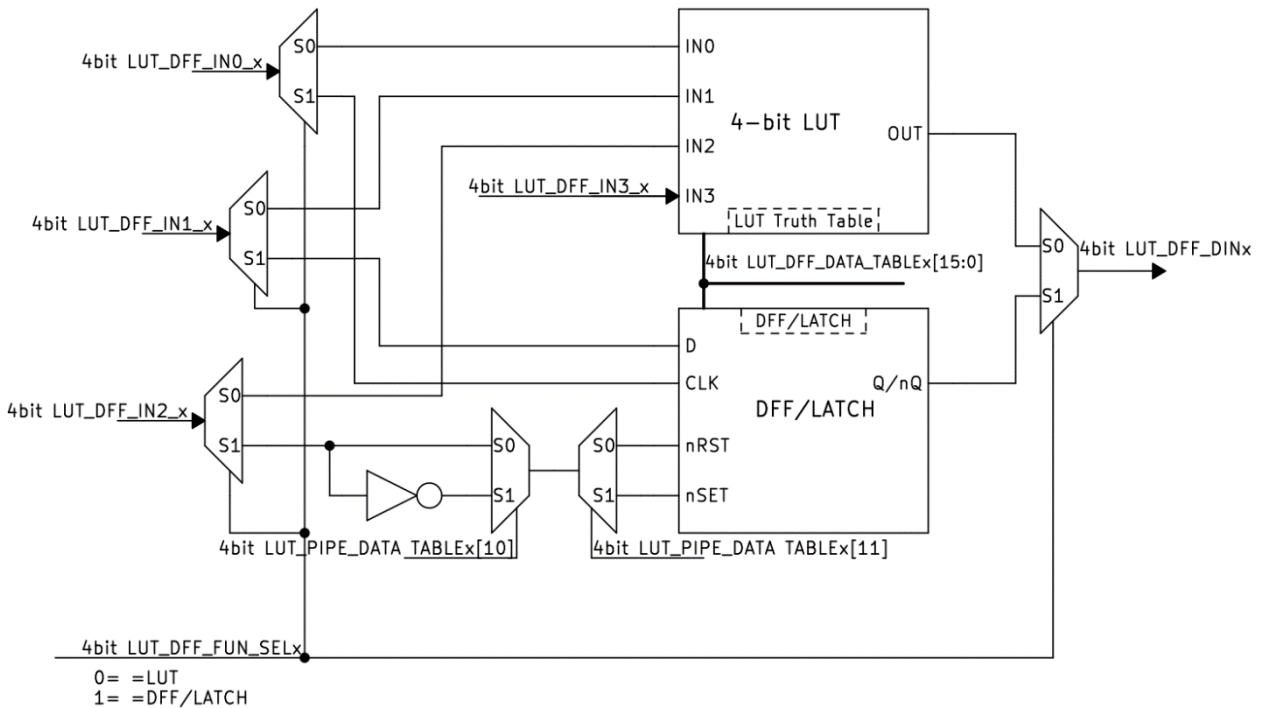 S0
IN0
4bit LUT_DFF_IN0_x
S1
IN1
4-bit LUT
OUT
IN2
4bit LUT_DFF_IN3_x
IN3
S0
4bit LUT_DFF_IN1_x
LUT Truth Table
S0
4bit LUT_DFF_DINx
S1
4bit LUT_DFF_DATA_TABLEx[15:0]
S1
DFF/LATCH
D
CLK
Q/nQ
S0
4bit LUT_DFF_IN2_x
DFF/LATCH
S1
S0
S0
nRST
S1
S1
nSET
4bit LUT_PIPE_DATA TABLEx[10]
4bit LUT_PIPE_DATA TABLEx[11]
4bit LUT_DFF_FUN_SELx
0= =LUT
1= =DFF/LATCH